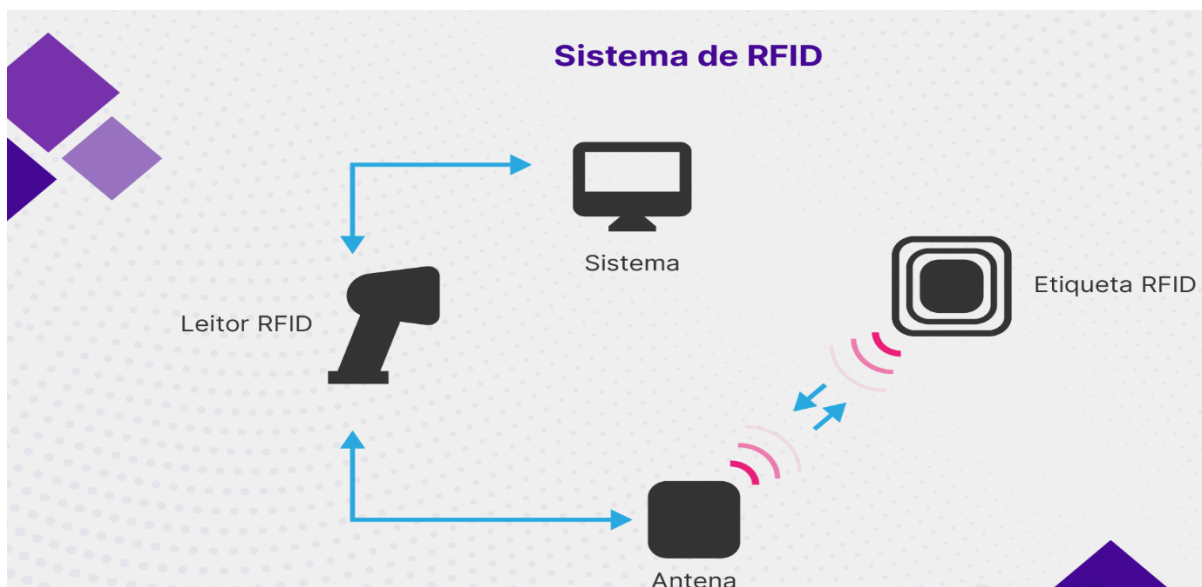 Sistema de RFID
Sistema
Etiqueta RFID
Leitor RFID
Antena